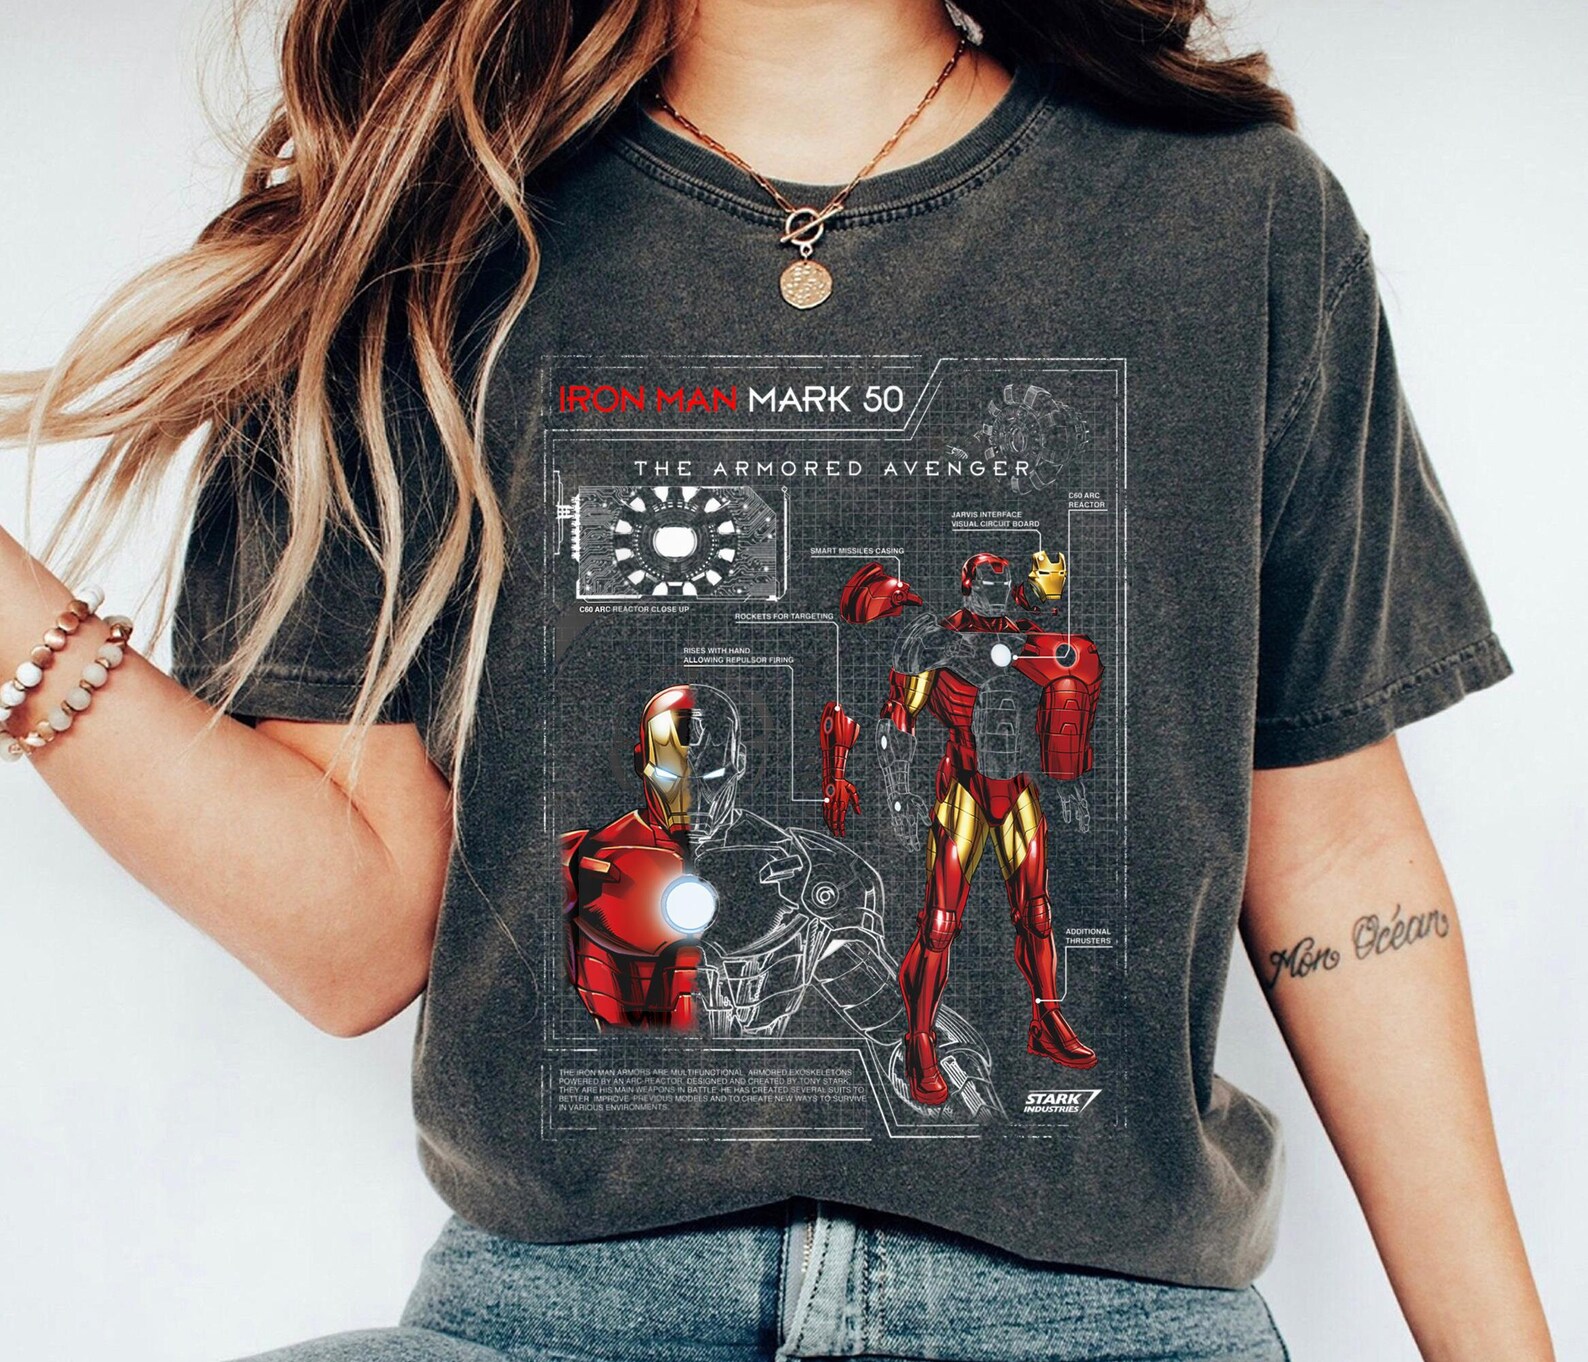 IRON MAN MARK 50
THE ARMORED AVENGER
C60 ARC
REACTOR
JARVIS INTERFACE
VISUAL CIRCUIT BOARD
SMART MISSILES CASING
C60 ARC REACTOR CLOSE UP
ROCKETS FOR TARGETING
RISES WITH HAND
ALLOWING REPULSOR FIRING
ADDITIONAL
THRUSTERS
Mon Océan
THE IRON MAN ARMORS ARE MULTIFUNCTIONAL, ARMORED EXOSKELETONS
POWERED BY AN ARC REACTOR, DESIGNED AND CREATED BY TONY STARK.
THEY ARE HIS MAIN WEAPONS IN BATTLE. HE HAS CREATED SEVERAL SUITS TO
BETTER IMPROVE PREVIOUS MODELS AND TO CREATE NEW WAYS TO SURVIVE
IN VARIOUS ENVIRONMENTS.
STARK
INDUSTRIES